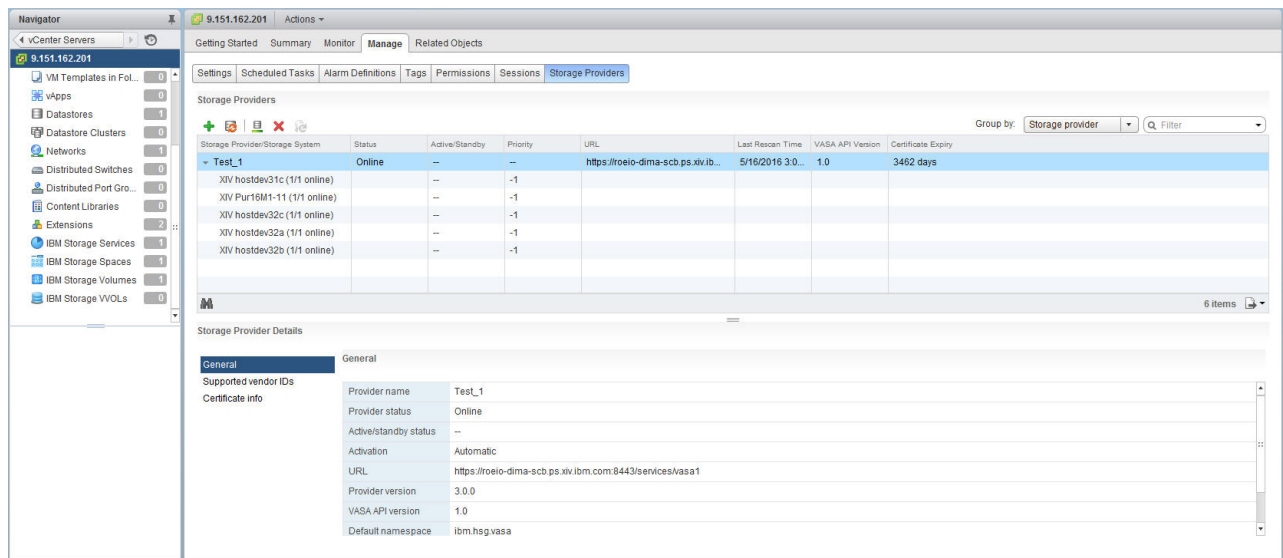 Navigator
vCenter Servers
9.151.162.201
VM Templates in Fol... 0
vApps 0
Datastores 1
Datastore Clusters 0
Networks 1
Distributed Switches 0
Distributed Port Gro... 0
Content Libraries 0
Extensions 2
IBM Storage Services 1
IBM Storage Spaces 1
IBM Storage Volumes 1
IBM Storage VVOLs 0
9.151.162.201 Actions
Getting Started Summary Monitor Manage Related Objects
Settings Scheduled Tasks Alarm Definitions Tags Permissions Sessions Storage Providers
Storage Providers
Group by: Storage provider Filter
Storage Provider/Storage System Status Active/Standby Priority URL Last Rescan Time VASA API Version Certificate Expiry
Test_1 Online -- -- https://roeio-dima-scb.ps.xiv.ib... 5/16/2016 3:0... 1.0 3462 days
XIV hostdev31c (1/1 online) -- -1
XIV Pur16M1-11 (1/1 online) -- -1
XIV hostdev32c (1/1 online) -- -1
XIV hostdev32a (1/1 online) -- -1
XIV hostdev32b (1/1 online) -- -1
6 items
Storage Provider Details
General
Supported vendor IDs
Certificate info
General
Provider name Test_1
Provider status Online
Active/standby status --
Activation Automatic
URL https://roeio-dima-scb.ps.xiv.ibm.com:8443/services/vasa1
Provider version 3.0.0
VASA API version 1.0
Default namespace ibm.hsg.vasa